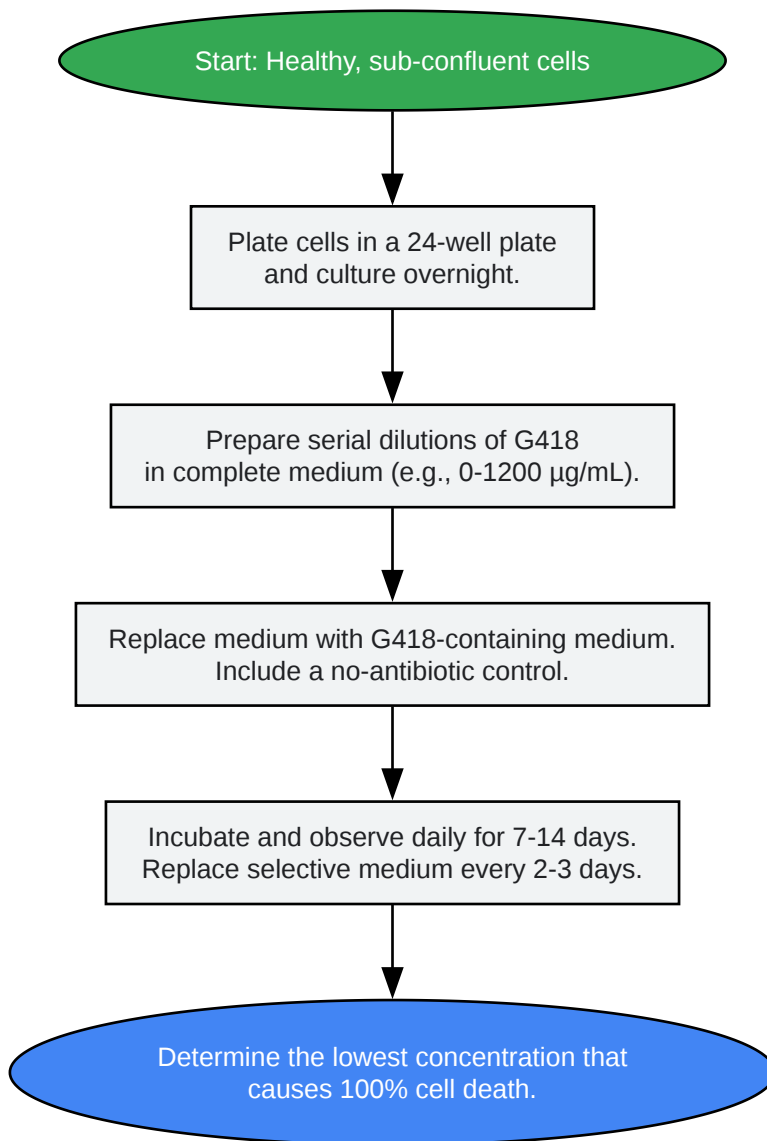 Start: Healthy, sub-confluent cells
Plate cells in a 24-well plate
and culture overnight.
Prepare serial dilutions of G418
in complete medium (e.g., 0-1200 µg/mL).
Replace medium with G418-containing medium.
Include a no-antibiotic control.
Incubate and observe daily for 7-14 days.
Replace selective medium every 2-3 days.
Determine the lowest concentration that
causes 100% cell death.